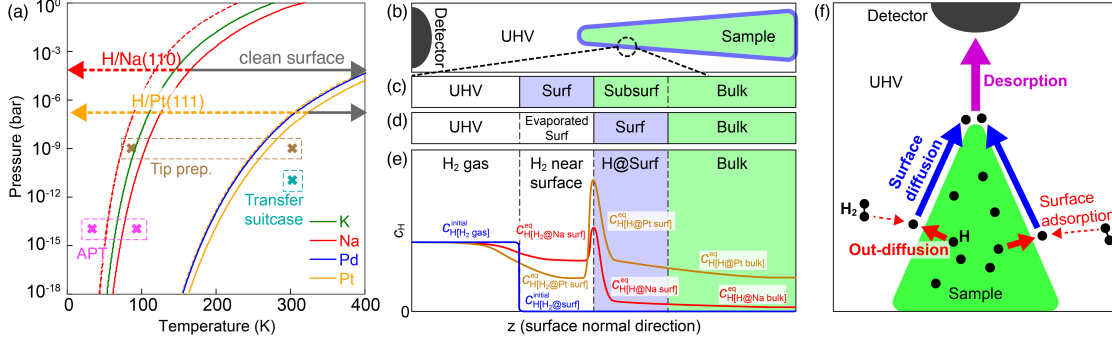 (a)
10^0
10^-3
10^-6
10^-9
10^-12
10^-15
10^-18
Pressure (bar)
H/Na(110)
clean surface
H/Pt(111)
Tip prep.
Transfer
suitcase
APT
K
Na
Pd
Pt
0
100
200
300
400
Temperature (K)
(b)
Detector
UHV
Sample
(c)
UHV
Surf
Subsurf
Bulk
(d)
UHV
Evaporated
Surf
Surf
Bulk
(e)
H2 gas
H2 near
surface
H@Surf
Bulk
c_H
0
C^initial_H[H2 gas]
C^eq_H[H2@Na surf]
C^eq_H[H2@Pt surf]
C^initial_H[H2@surf]
C^eq_H[H@Pt surf]
C^eq_H[H@Pt bulk]
C^eq_H[H@Na surf]
C^eq_H[H@Na bulk]
z (surface normal direction)
(f)
Detector
UHV
Desorption
Surface
diffusion
H2
Surface
adsorption
H
Out-diffusion
Sample